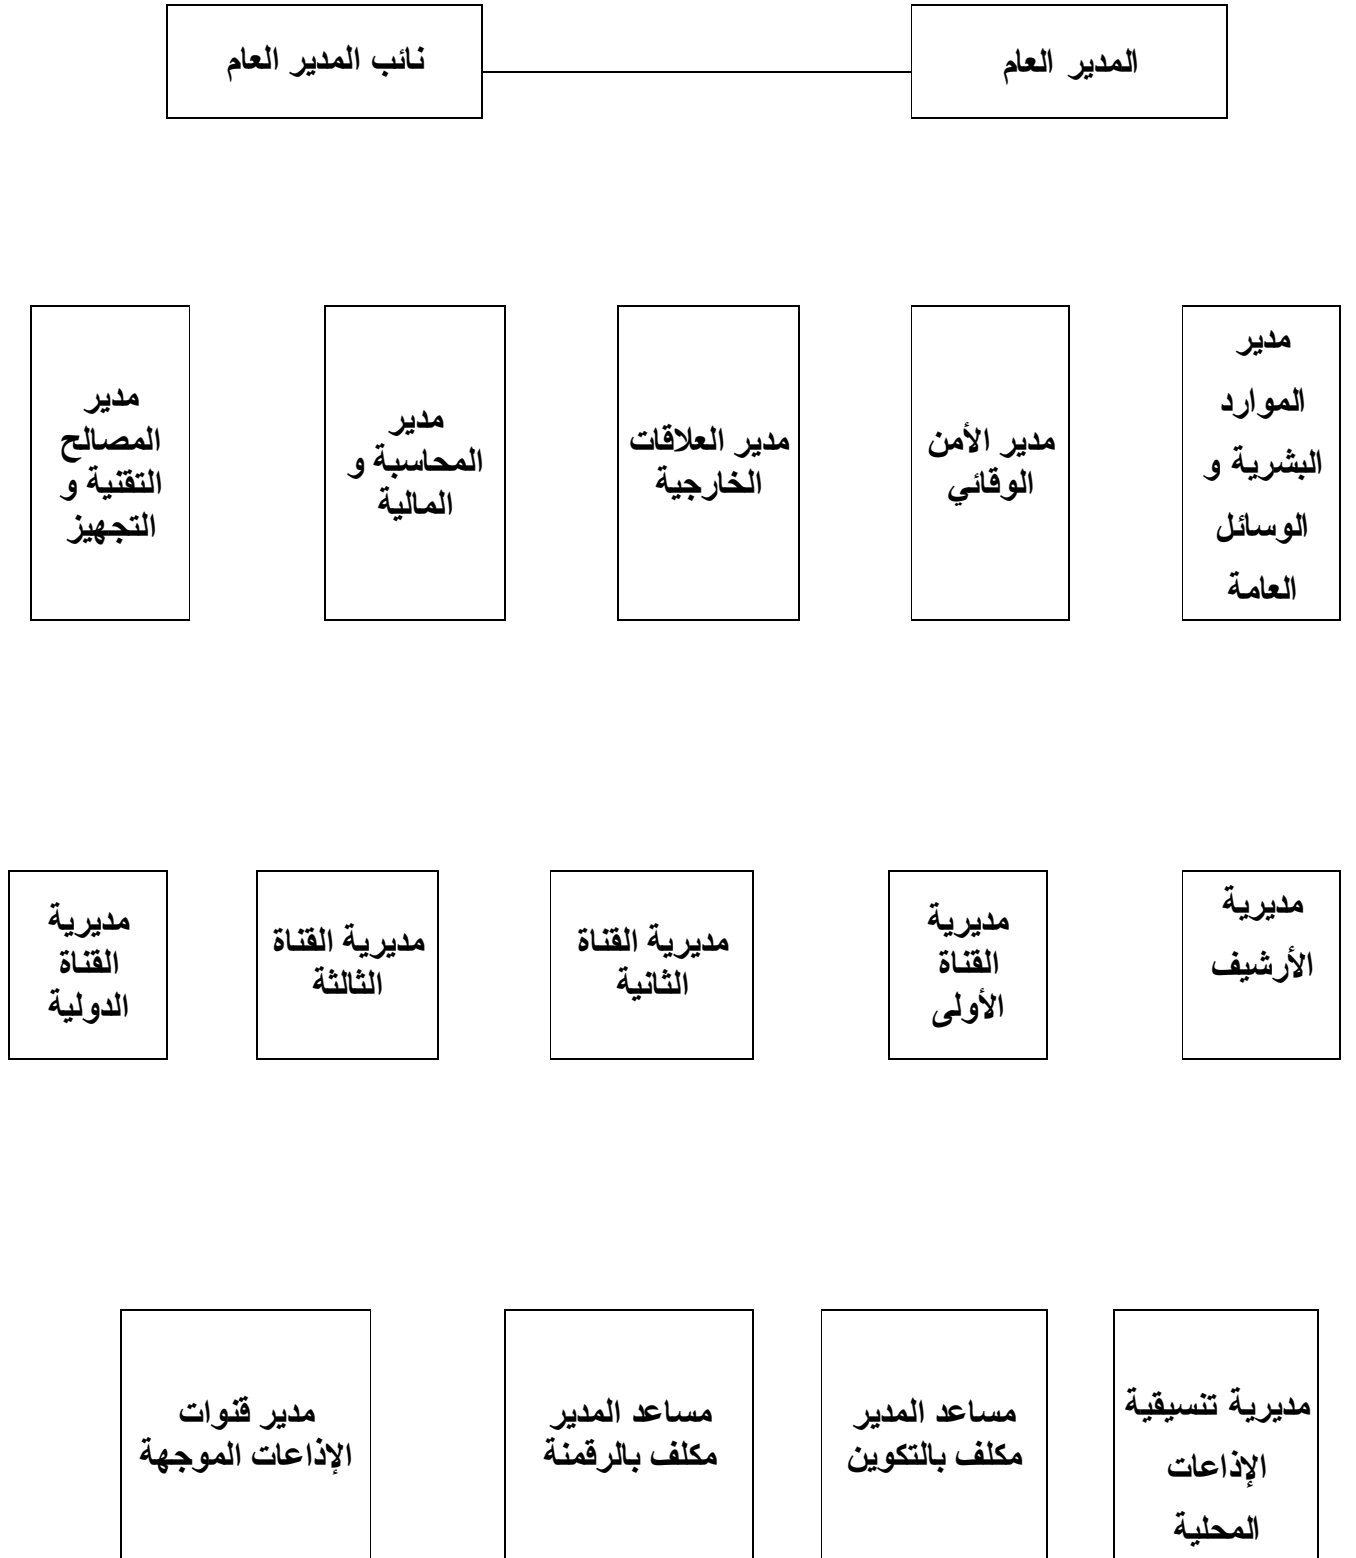 المدير العام
نائب المدير العام
مدير
الموارد
البشرية و
الوسائل
العامة
مدير الأمن
الوقائي
مدير العلاقات
الخارجية
مدير
المحاسبة و
المالية
مدير
المصالح
التقنية و
التجهيز
مديرية
الأرشيف
مديرية
القناة
الأولى
مديرية القناة
الثانية
مديرية القناة
الثالثة
مديرية
القناة
الدولية
مديرية تنسيقية
الإذاعات
المحلية
مساعد المدير
مكلف بالتكوين
مساعد المدير
مكلف بالرقمنة
مدير قنوات
الإذاعات الموجهة